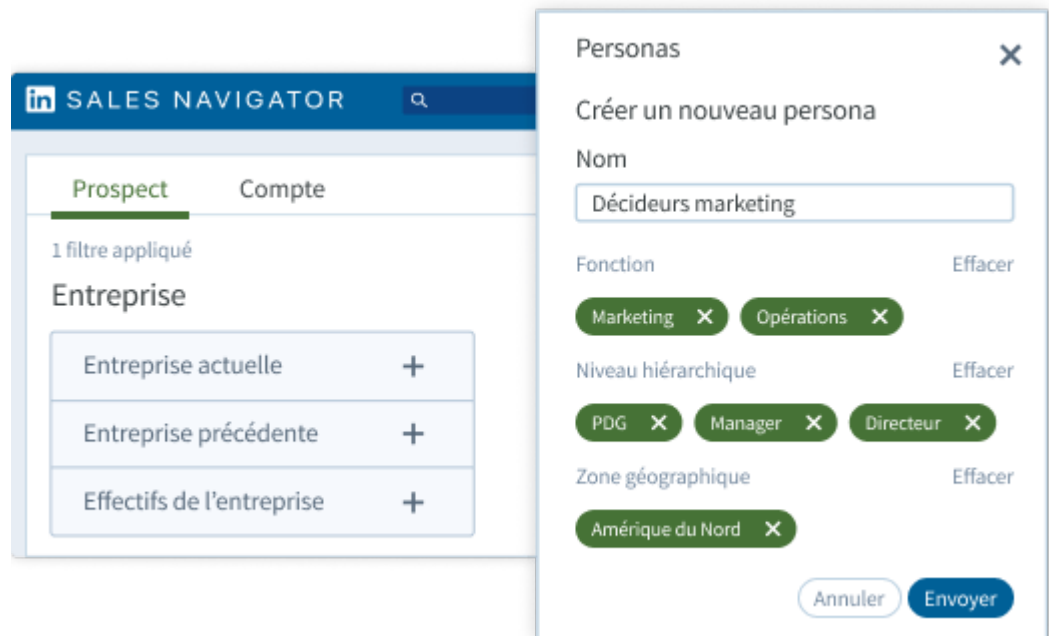 in SALES NAVIGATOR
Prospect Compte
1 filtre appliqué
Entreprise
Entreprise actuelle +
Entreprise précédente +
Effectifs de l’entreprise +
Personas
Créer un nouveau persona
Nom
Décideurs marketing
Fonction Effacer
Marketing Opérations
Niveau hiérarchique Effacer
PDG Manager Directeur
Zone géographique Effacer
Amérique du Nord
Annuler Envoyer